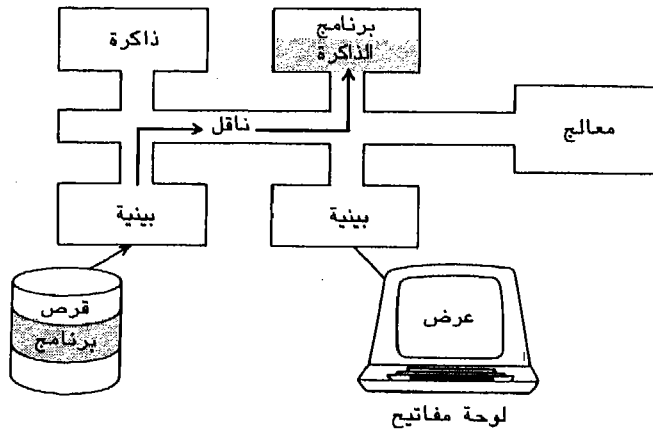 ذاكرة
برنامج
الذاكرة
ناقل
معالج
بينية
بينية
قرص
برنامج
عرض
لوحة مفاتيح